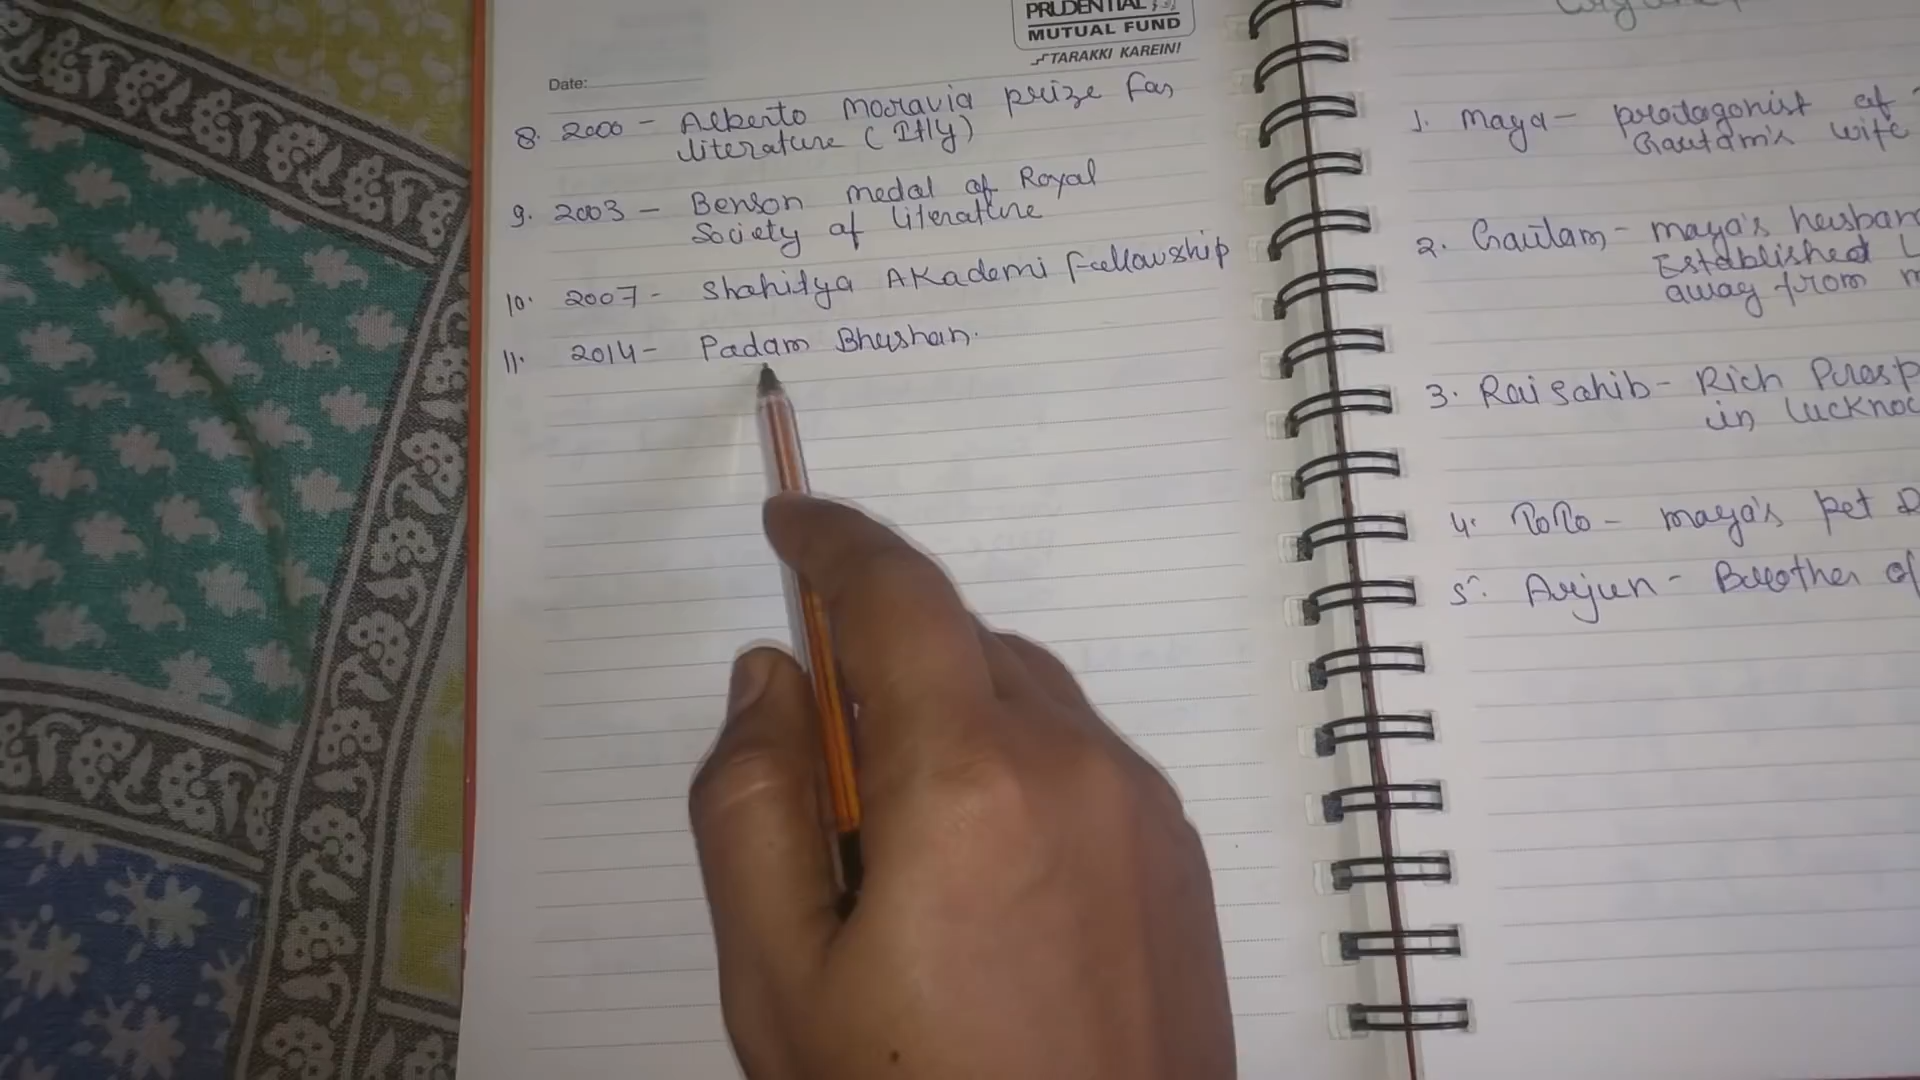 PRUDENTIAL
MUTUAL FUND
TARAKKI KAREIN!
Date:
8. 2000 - Alberto Moravia prize for
literature (Itly)
9. 2003 - Benson medal of Royal
Society of literature
10. 2007 - Shahitya Akademi Fellowship
11. 2014 - Padam Bhushan.
1. Maya - protagonist of
Gautam's wife
2. Gautam - maya's husban
Established L
away from m
3. Rai Sahib - Rich
in lucknow
4. Toto - maya's pet D
5. Arjun - Brother of